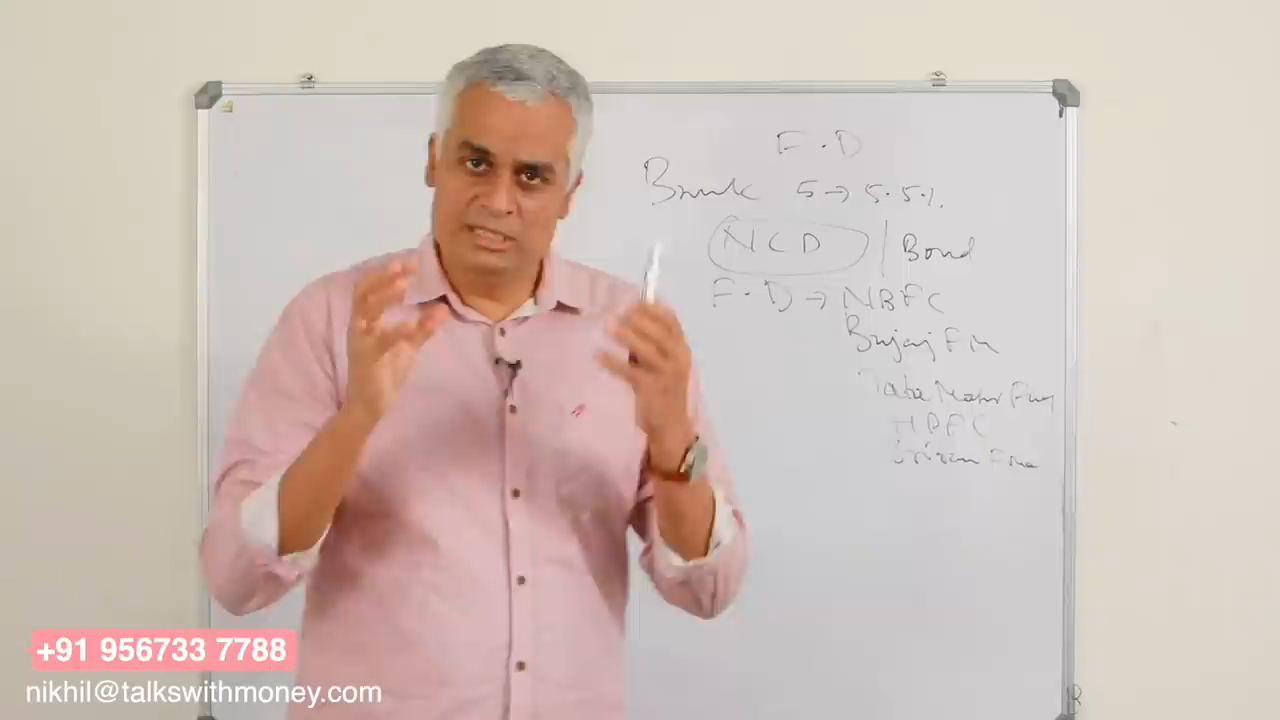 F.D
Bank 5 → 5.5%.
NCD | Bond
F.D → NBFC
Bajaj Fin
Tata Motor Fin
HDFC
Fin
+91 956733 7788
nikhil@talkswithmoney.com